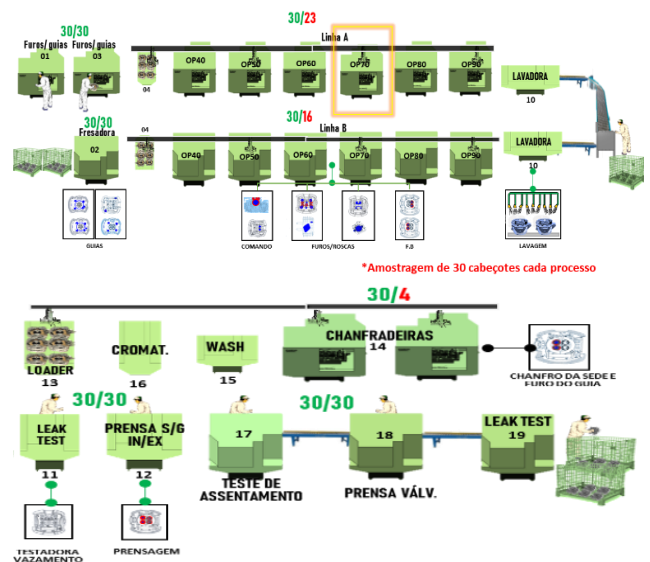 30/23
30/30
Furos/guias Furos/guias
01 03
Linha A
OP40 OP50 OP60 OP70 OP80 OP90
LAVADORA
04
10
30/16
30/30
Fresadora
02
04
Linha B
OP40 OP50 OP60 OP70 OP80 OP90
LAVADORA
10
GUIAS
COMANDO
FUROS/ROSCAS
F.B
LAVAGEM
*Amostragem de 30 cabeçotes cada processo
30/4
LOADER
13
CROMAT.
16
WASH
15
CHANFRADEIRAS
14
CHANFRO DA SEDE E
FURO DO GUIA
30/30
30/30
LEAK
TEST
11
PRENSA S/G
IN/EX
12
17
TESTE DE
ASSENTAMENTO
18
PRENSA VÁLV.
LEAK TEST
19
TESTADORA
VAZAMENTO
PRENSAGEM